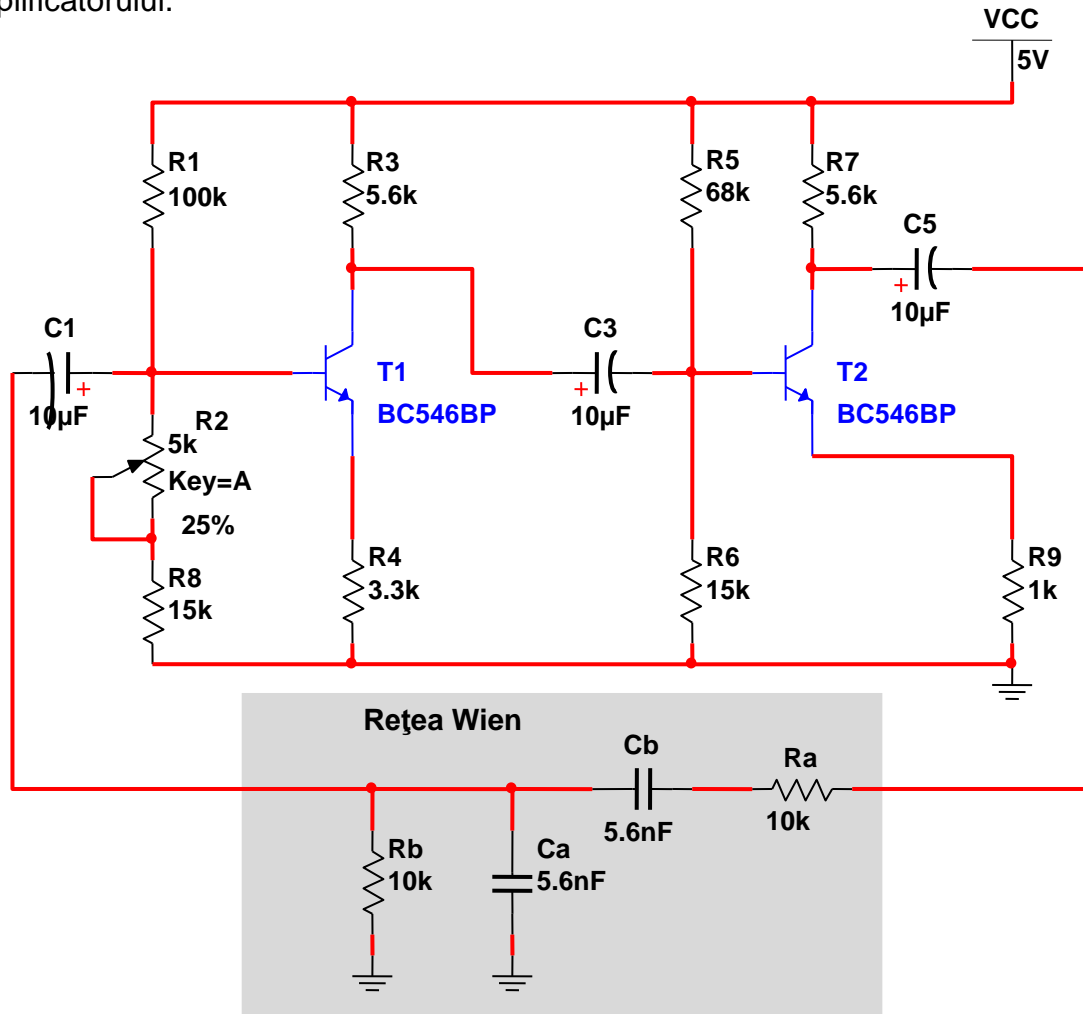 plificatorului.
VCC
5V
R1
100k
R3
5.6k
R5
68k
R7
5.6k
C5
+
10µF
C1
+
10µF
R2
5k
Key=A
25%
T1
BC546BP
C3
+
10µF
T2
BC546BP
R8
15k
R4
3.3k
R6
15k
R9
1k
Reţea Wien
Cb
5.6nF
Ra
10k
Rb
10k
Ca
5.6nF